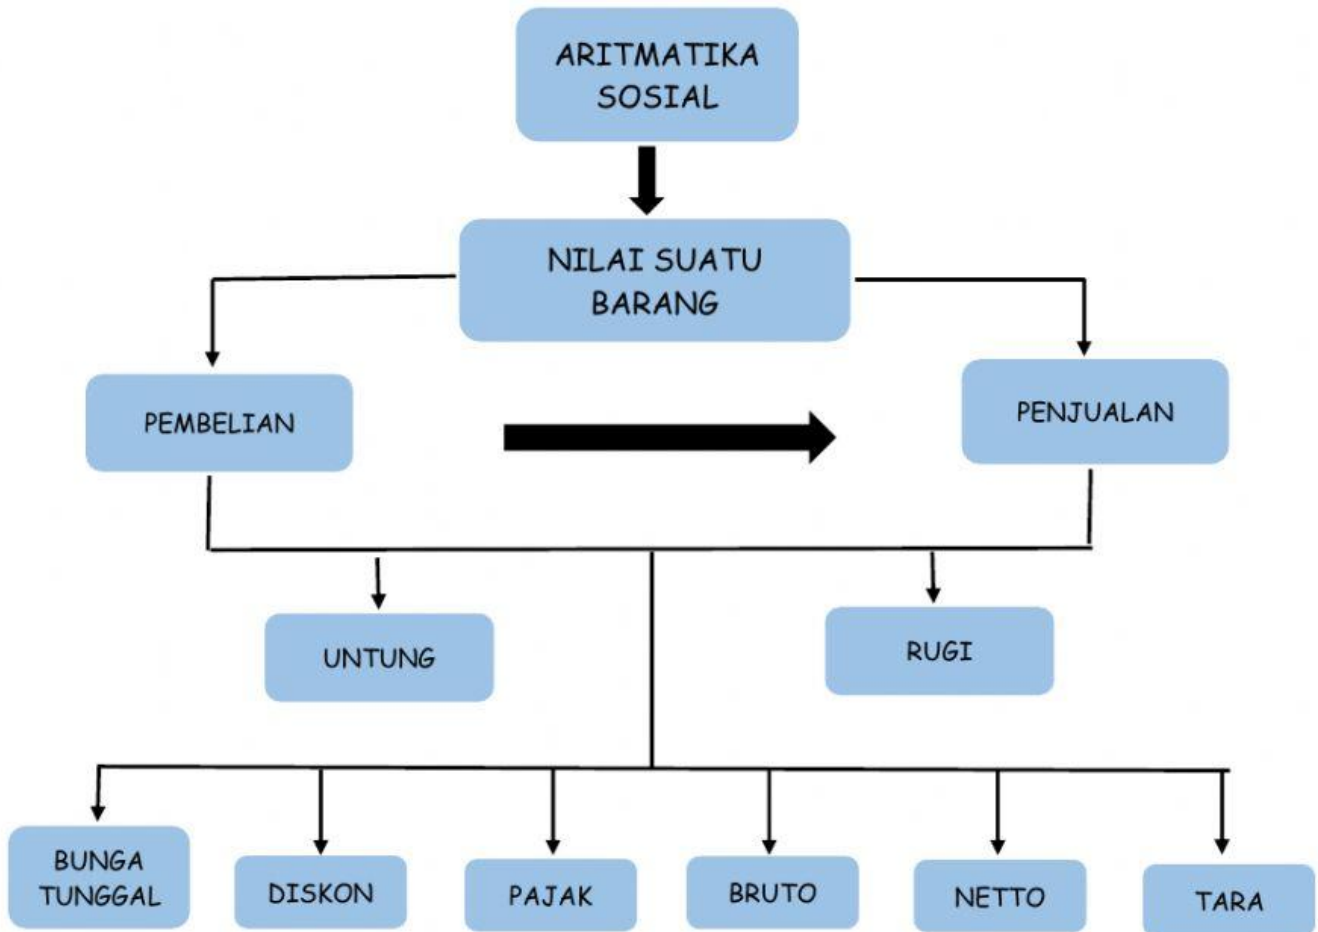 ARITMATIKA
SOSIAL
NILAI SUATU
BARANG
PEMBELIAN
PENJUALAN
UNTUNG
RUGI
BUNGA
TUNGGAL
DISKON
PAJAK
BRUTO
NETTO
TARA